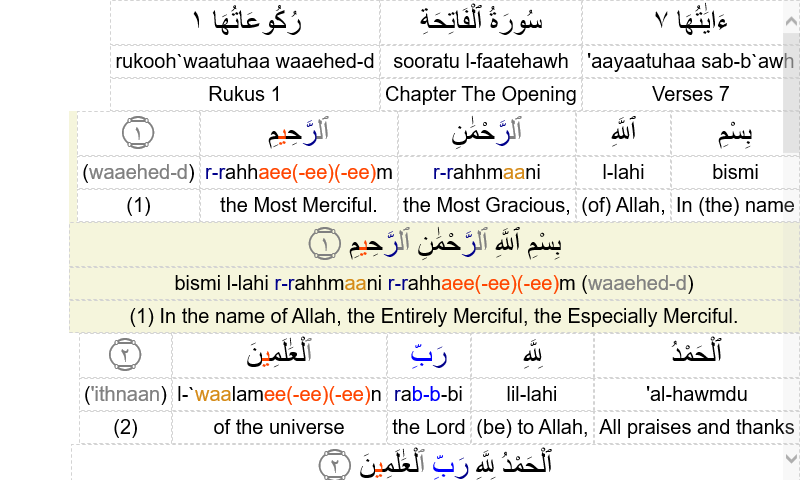 ءَايَٰتُهَا ٧ سُورَةُ ٱلْفَاتِحَةِ رُكُوعَاتُهَا ١
rukooh`waatuhaa waaehed-d sooratu l-faatehawh 'aayaatuhaa sab-b`awh
Rukus 1 Chapter The Opening Verses 7
بِسْمِ ٱللَّهِ ٱلرَّحْمَٰنِ ٱلرَّحِيمِ ١
(waaehed-d) r-rahhaee(-ee)(-ee)m r-rahhmaani l-lahi bismi
(1) the Most Merciful. the Most Gracious, (of) Allah, In (the) name
بِسْمِ ٱللَّهِ ٱلرَّحْمَٰنِ ٱلرَّحِيمِ ١
bismi l-lahi r-rahhmaani r-rahhaee(-ee)(-ee)m (waaehed-d)
(1) In the name of Allah, the Entirely Merciful, the Especially Merciful.
ٱلْحَمْدُ لِلَّهِ رَبِّ ٱلْعَٰلَمِينَ ٢
('ithnaan) l-`waalamee(-ee)(-ee)n rab-b-bi lil-lahi 'al-hawmdu
(2) of the universe the Lord (be) to Allah, All praises and thanks
ٱلْحَمْدُ لِلَّهِ رَبِّ ٱلْعَٰلَمِينَ ٢